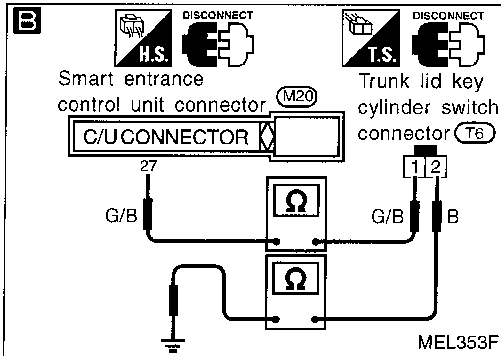 B
H.S.
DISCONNECT
T.S.
DISCONNECT
Smart entrance
control unit connector M20
Trunk lid key
cylinder switch
connector T6
C/U CONNECTOR
27
1 2
G/B
Ω
G/B
B
Ω
MEL353F